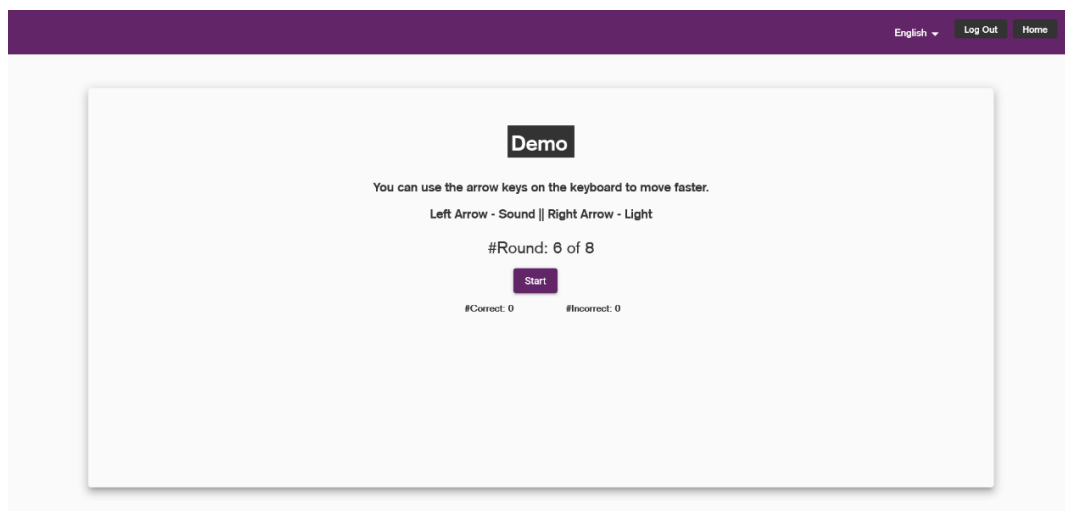 English Log Out Home
Demo
You can use the arrow keys on the keyboard to move faster.
Left Arrow - Sound || Right Arrow - Light
#Round: 6 of 8
Start
#Correct: 0 #Incorrect: 0